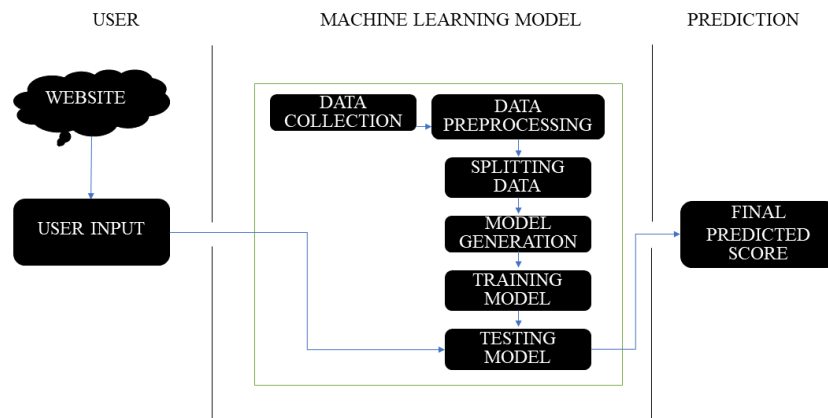 USER
MACHINE LEARNING MODEL
PREDICTION
WEBSITE
USER INPUT
DATA
COLLECTION
DATA
PREPROCESSING
SPLITTING
DATA
MODEL
GENERATION
TRAINING
MODEL
TESTING
MODEL
FINAL
PREDICTED
SCORE